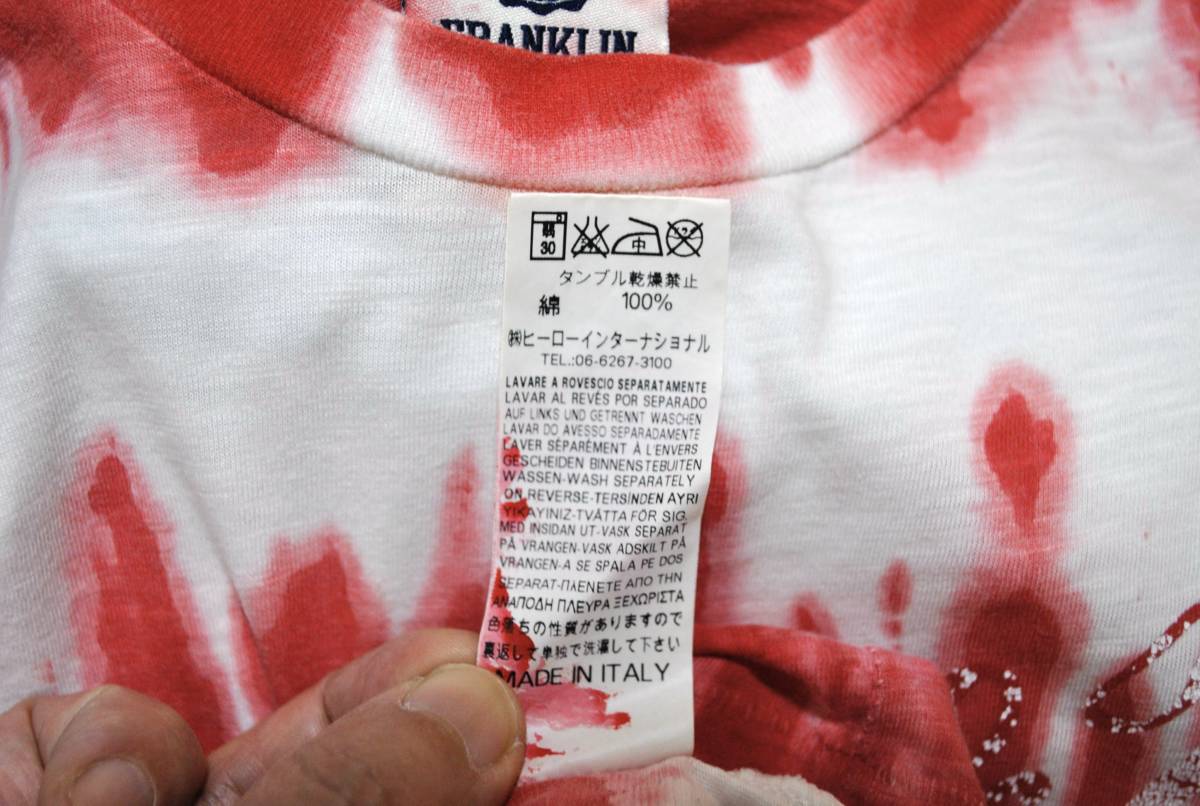 FRANKLIN
弱
30
中
タンブル乾燥禁止
綿 100%
㈱ヒーローインターナショナル
TEL.:06-6267-3100
LAVARE A ROVESCIO SEPARATAMENTE
LAVAR AL REVÉS POR SEPARADO
AUF LINKS UND GETRENNT WASCHEN
LAVAR DO AVESSO SEPARADAMENTE
LAVER SÉPARÉMENT À L'ENVERS
GESCHEIDEN BINNENSTEBUITEN
WASSEN-WASH SEPARATELY
ON REVERSE-TERSİNDEN AYRI
YIKAYINIZ-TVÄTTA FÖR SIG
MED INSIDAN UT-VASK SEPARAT
PÅ VRANGEN-VASK ADSKILT PÅ
VRANGEN-A SE SPALA PE DOS
SEPARAT-ΠΛΕΝΕΤΕ ΑΠΟ ΤΗΝ
ΑΝΑΠΟΔΗ ΠΛΕΥΡΑ ΞΕΧΩΡΙΣΤΑ
色落ちの性質がありますので
裏返して単独で洗濯して下さい
MADE IN ITALY